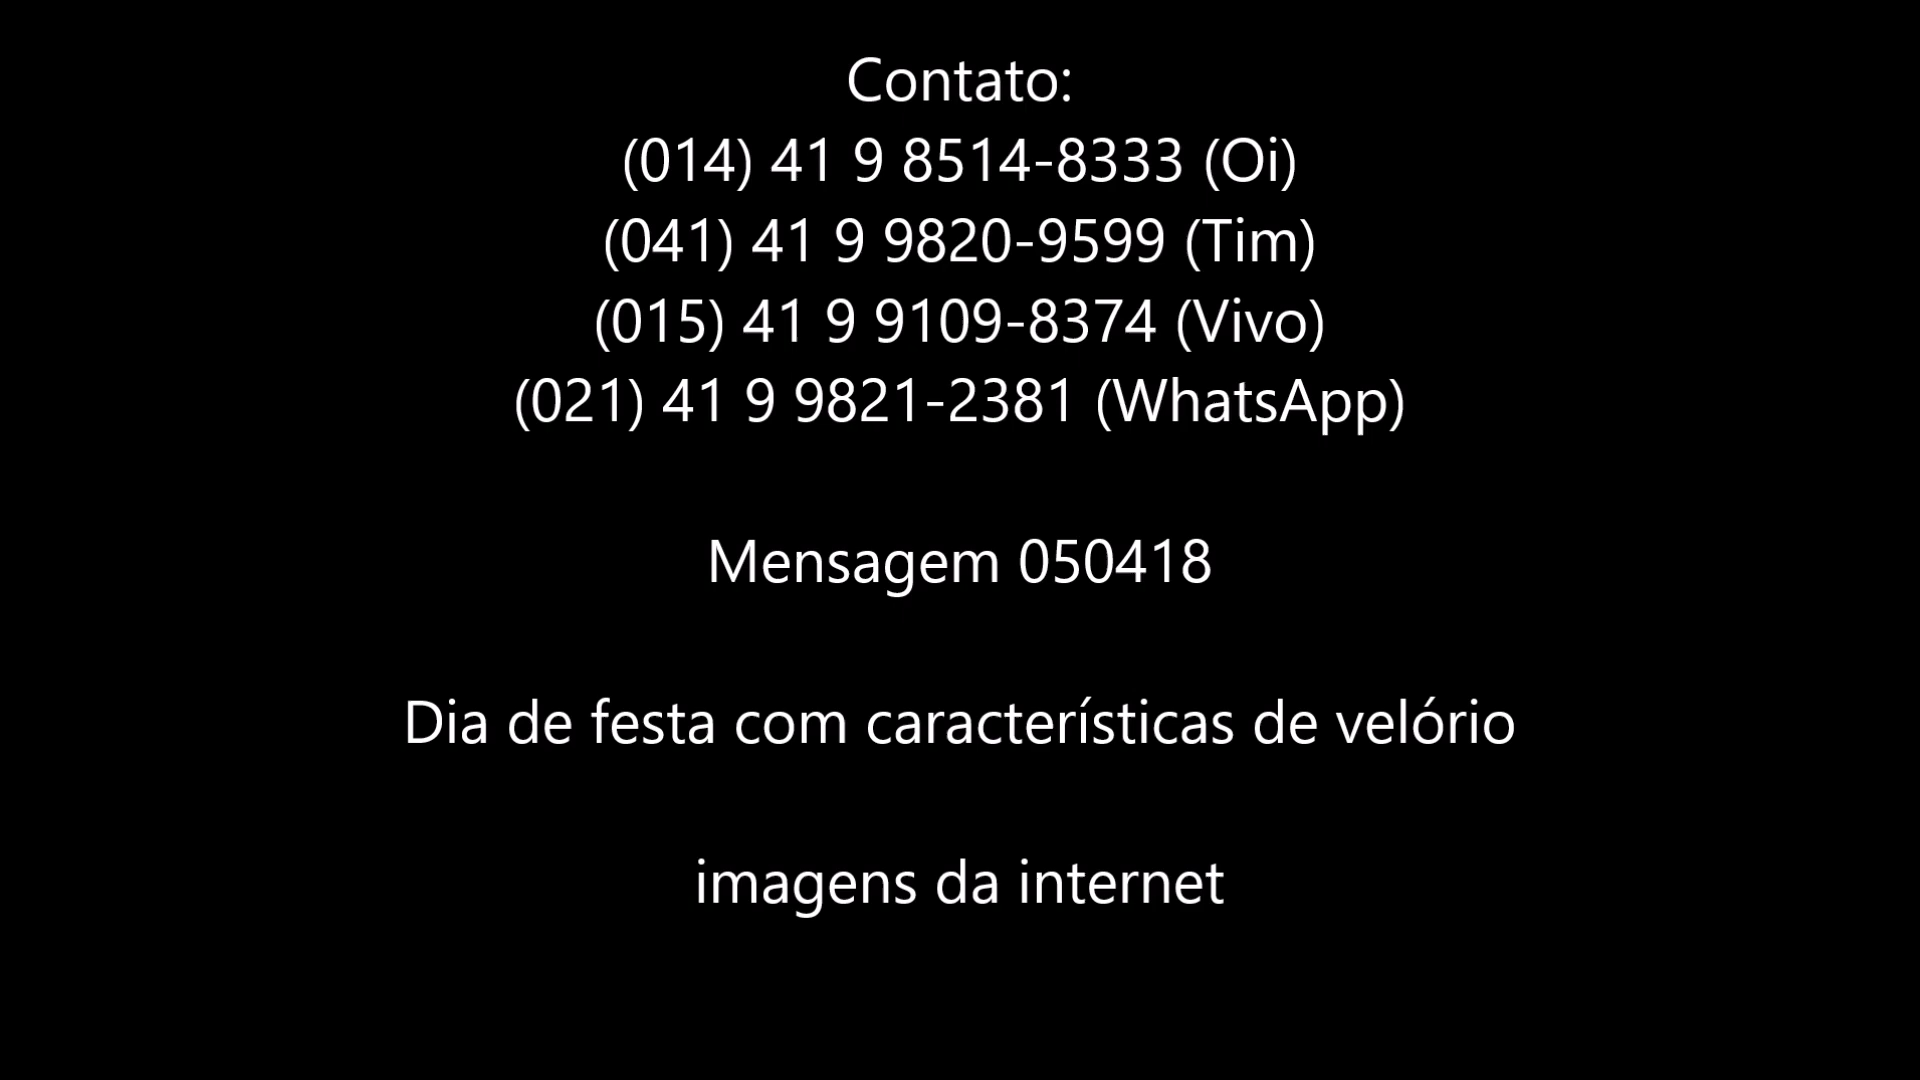 Contato:
(014) 41 9 8514-8333 (Oi)
(041) 41 9 9820-9599 (Tim)
(015) 41 9 9109-8374 (Vivo)
(021) 41 9 9821-2381 (WhatsApp)
Mensagem 050418
Dia de festa com características de velório
imagens da internet